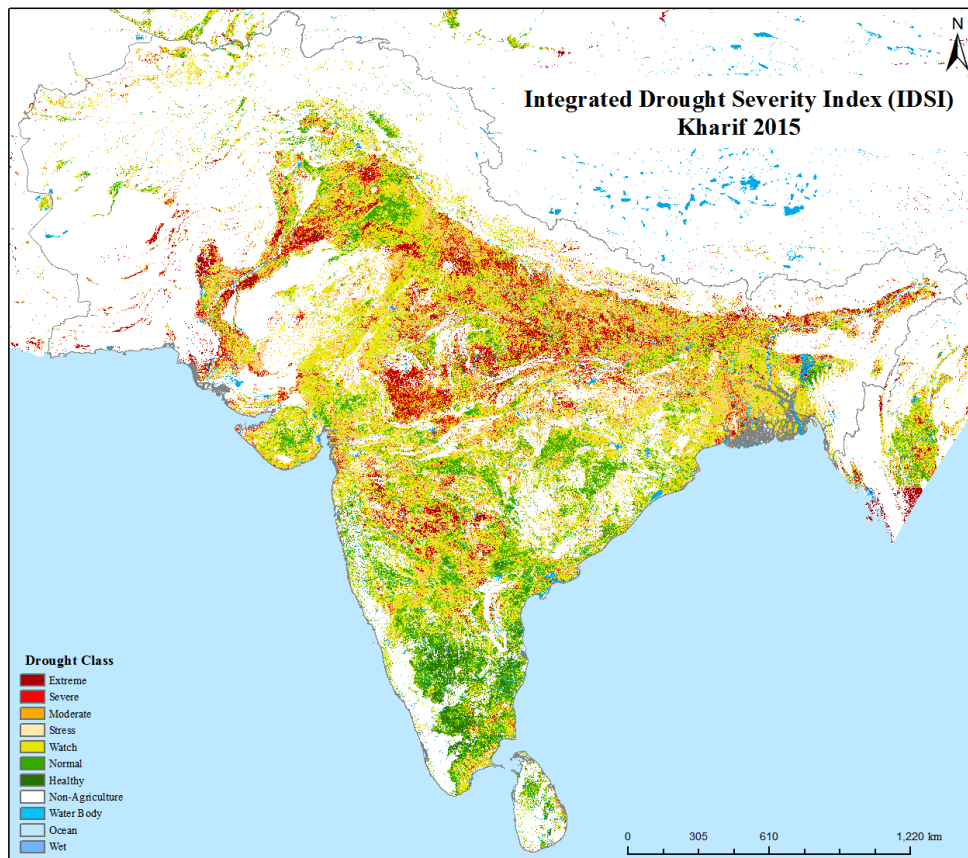 N
Integrated Drought Severity Index (IDSI)
Kharif 2015
Drought Class
Extreme
Severe
Moderate
Stress
Watch
Normal
Healthy
Non-Agriculture
Water Body
Ocean
Wet
0 305 610 1,220 km